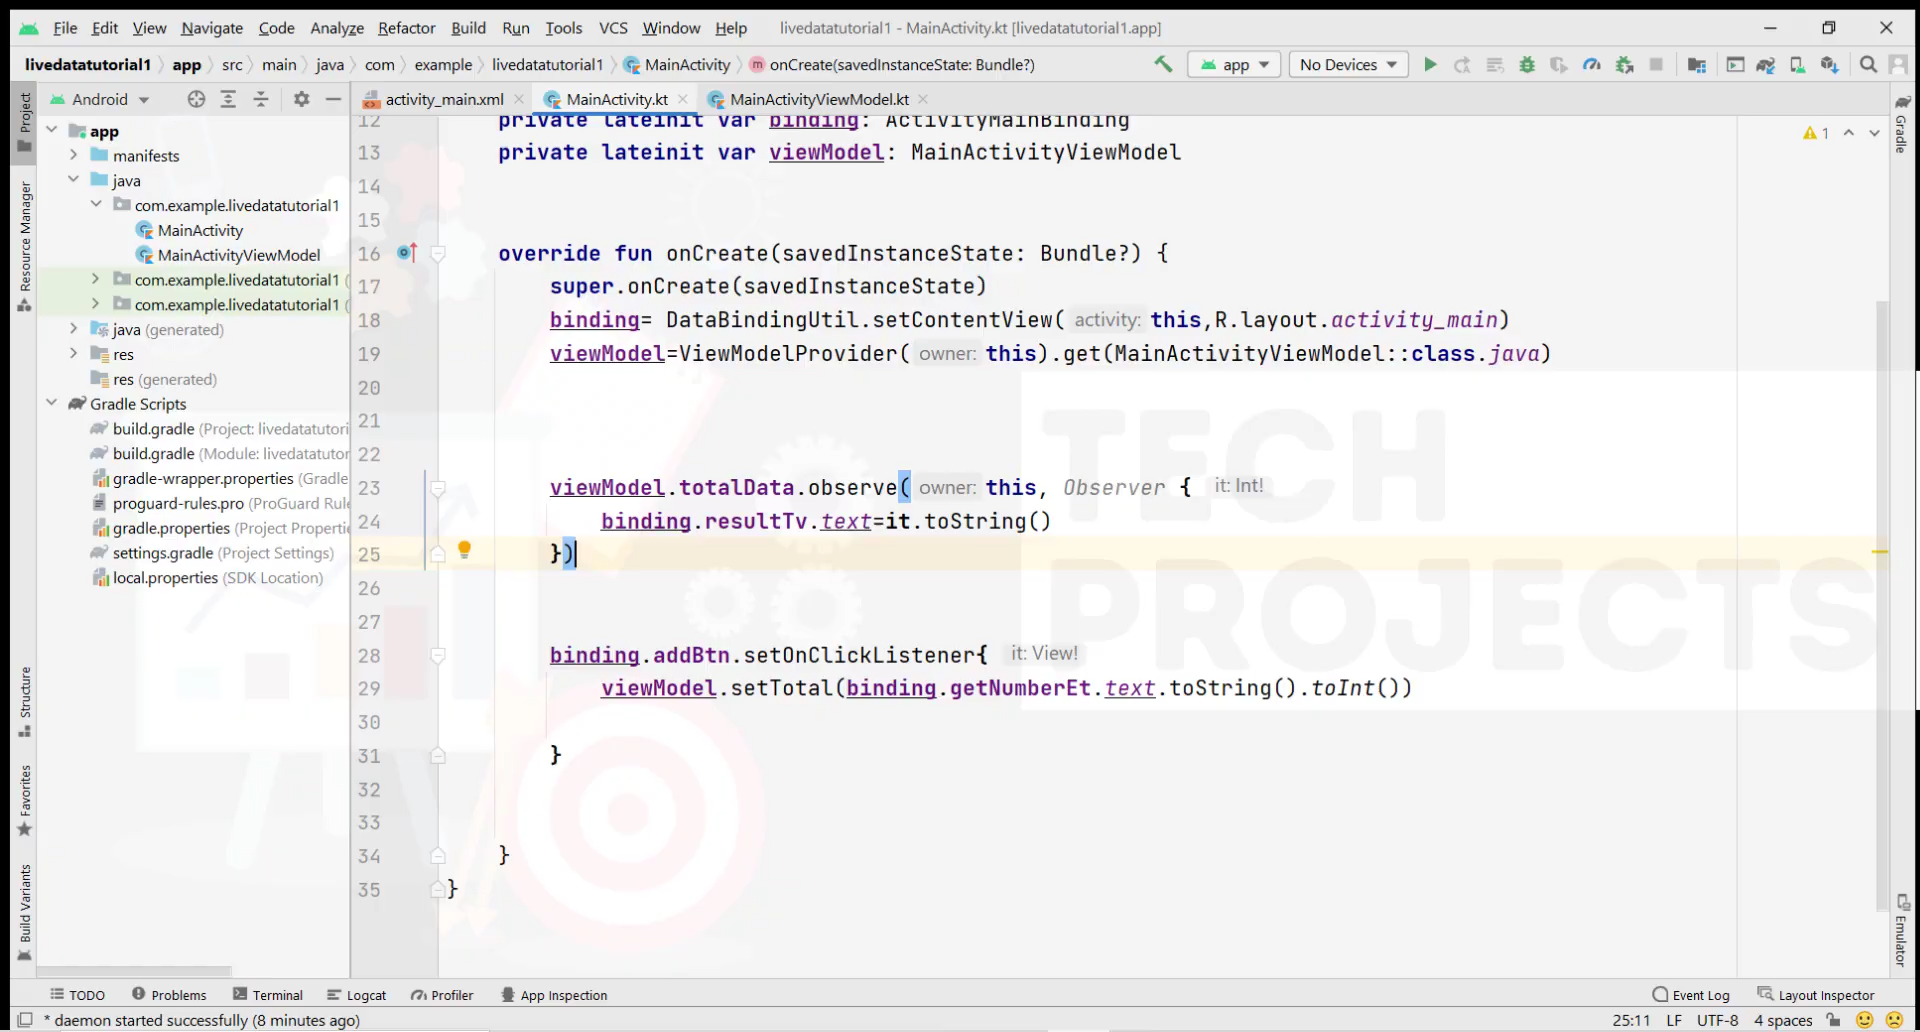 File Edit View Navigate Code Analyze Refactor Build Run Tools VCS Window Help livedatatutorial1 - MainActivity.kt [livedatatutorial1.app]
livedatatutorial1 app src main java com example livedatatutorial1 MainActivity onCreate(savedInstanceState: Bundle?) app No Devices
Android activity_main.xml MainActivity.kt MainActivityViewModel.kt
Project
Resource Manager
Structure
Favorites
Build Variants
app
manifests
java
com.example.livedatatutorial1
MainActivity
MainActivityViewModel
com.example.livedatatutorial1 (
com.example.livedatatutorial1 (
java (generated)
res
res (generated)
Gradle Scripts
build.gradle (Project: livedatatutori
build.gradle (Module: livedatatutor
gradle-wrapper.properties (Gradle
proguard-rules.pro (ProGuard Rule
gradle.properties (Project Properti
settings.gradle (Project Settings)
local.properties (SDK Location)
12 private lateinit var binding: ActivityMainBinding
13 private lateinit var viewModel: MainActivityViewModel
14
15
16 override fun onCreate(savedInstanceState: Bundle?) {
17 super.onCreate(savedInstanceState)
18 binding= DataBindingUtil.setContentView( activity: this,R.layout.activity_main)
19 viewModel=ViewModelProvider( owner: this).get(MainActivityViewModel::class.java)
20
21
22
23 viewModel.totalData.observe( owner: this, Observer { it: Int!
24 binding.resultTv.text=it.toString()
25 })
26
27
28 binding.addBtn.setOnClickListener{ it: View!
29 viewModel.setTotal(binding.getNumberEt.text.toString().toInt())
30
31 }
32
33
34 }
35 }
1
TECH
PROJECTS
Gradle
Emulator
TODO Problems Terminal Logcat Profiler App Inspection Event Log Layout Inspector
* daemon started successfully (8 minutes ago) 25:11 LF UTF-8 4 spaces